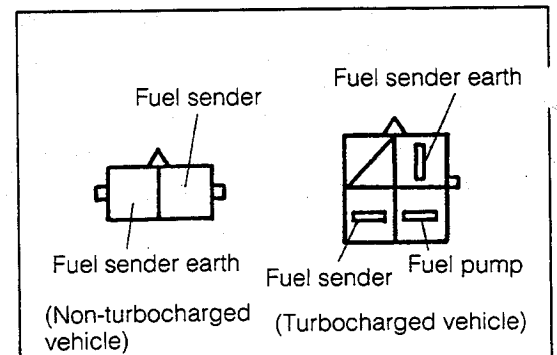 Fuel sender
Fuel sender earth
(Non-turbocharged
vehicle)
Fuel sender earth
Fuel sender
Fuel pump
(Turbocharged vehicle)